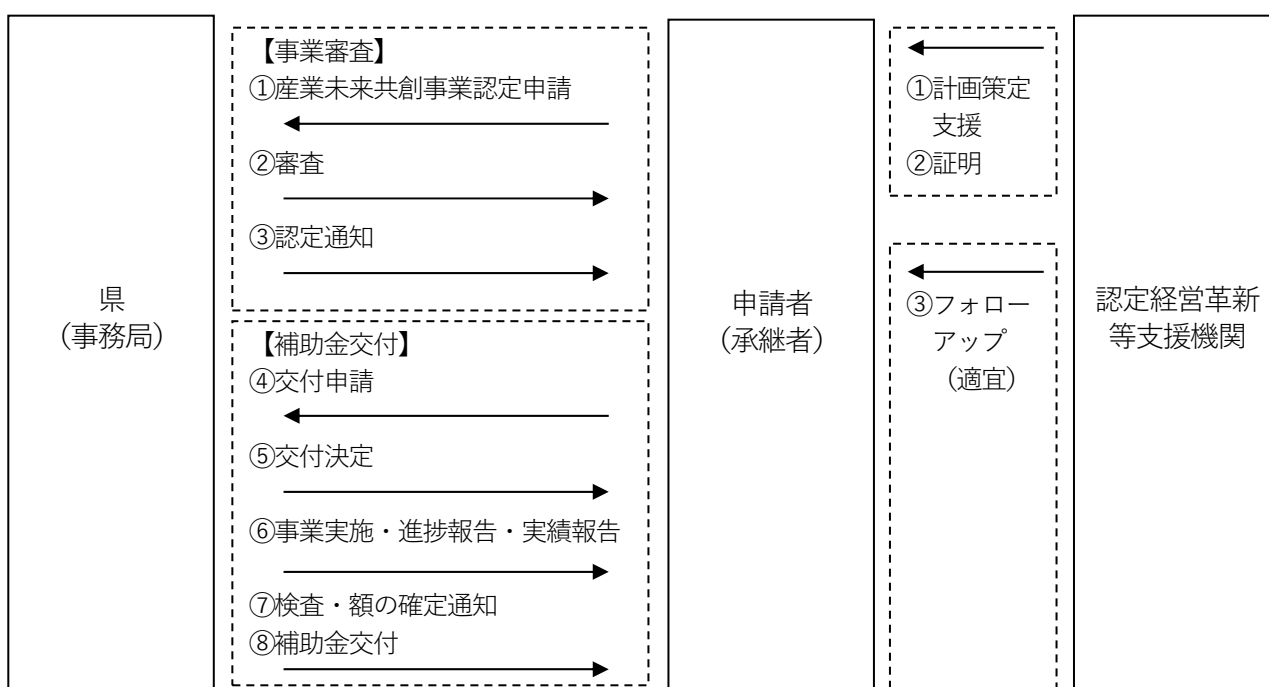 県
（事務局）
【事業審査】
①産業未来共創事業認定申請
②審査
③認定通知
【補助金交付】
④交付申請
⑤交付決定
⑥事業実施・進捗報告・実績報告
⑦検査・額の確定通知
⑧補助金交付
申請者
（承継者）
①計画策定
支援
②証明
③フォロー
アップ
（適宜）
認定経営革新
等支援機関